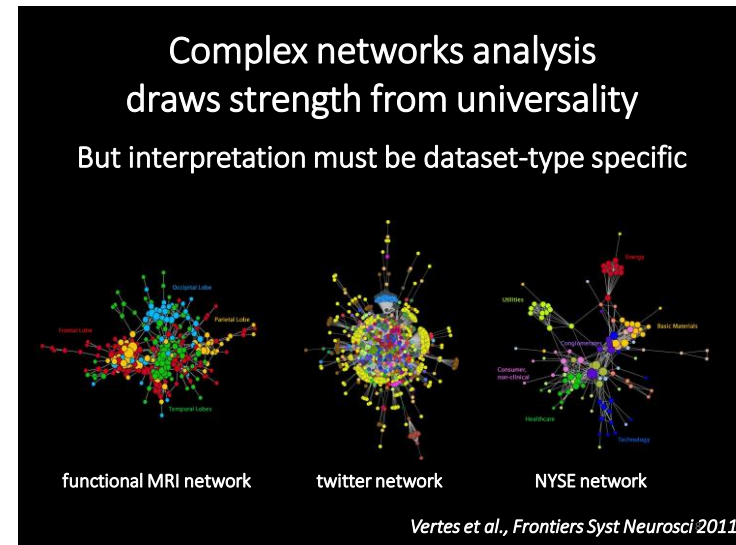 Complex networks analysis
draws strength from universality
But interpretation must be dataset-type specific
Occipital Lobe
Parietal Lobe
Frontal Lobe
Temporal Lobes
Energy
Utilities
Basic Materials
Conglomerates
Consumer,
non-clinical
Healthcare
Technology
functional MRI network
twitter network
NYSE network
Vertes et al., Frontiers Syst Neurosci 2011